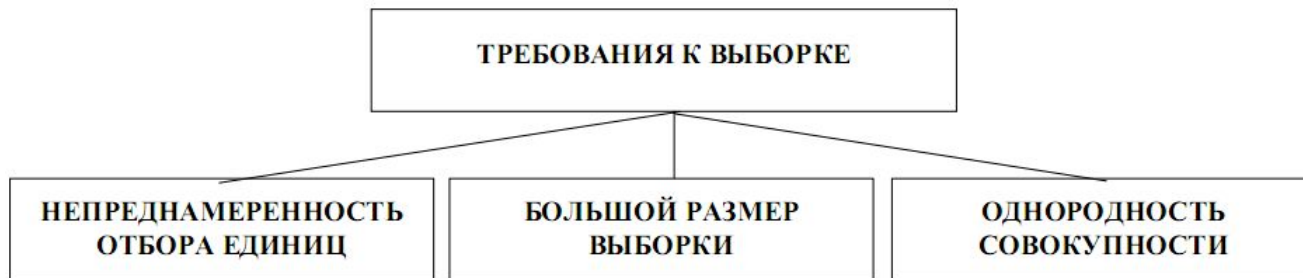 ТРЕБОВАНИЯ К ВЫБОРКЕ
НЕПРЕДНАМЕРЕННОСТЬ
ОТБОРА ЕДИНИЦ
БОЛЬШОЙ РАЗМЕР
ВЫБОРКИ
ОДНОРОДНОСТЬ
СОВОКУПНОСТИ